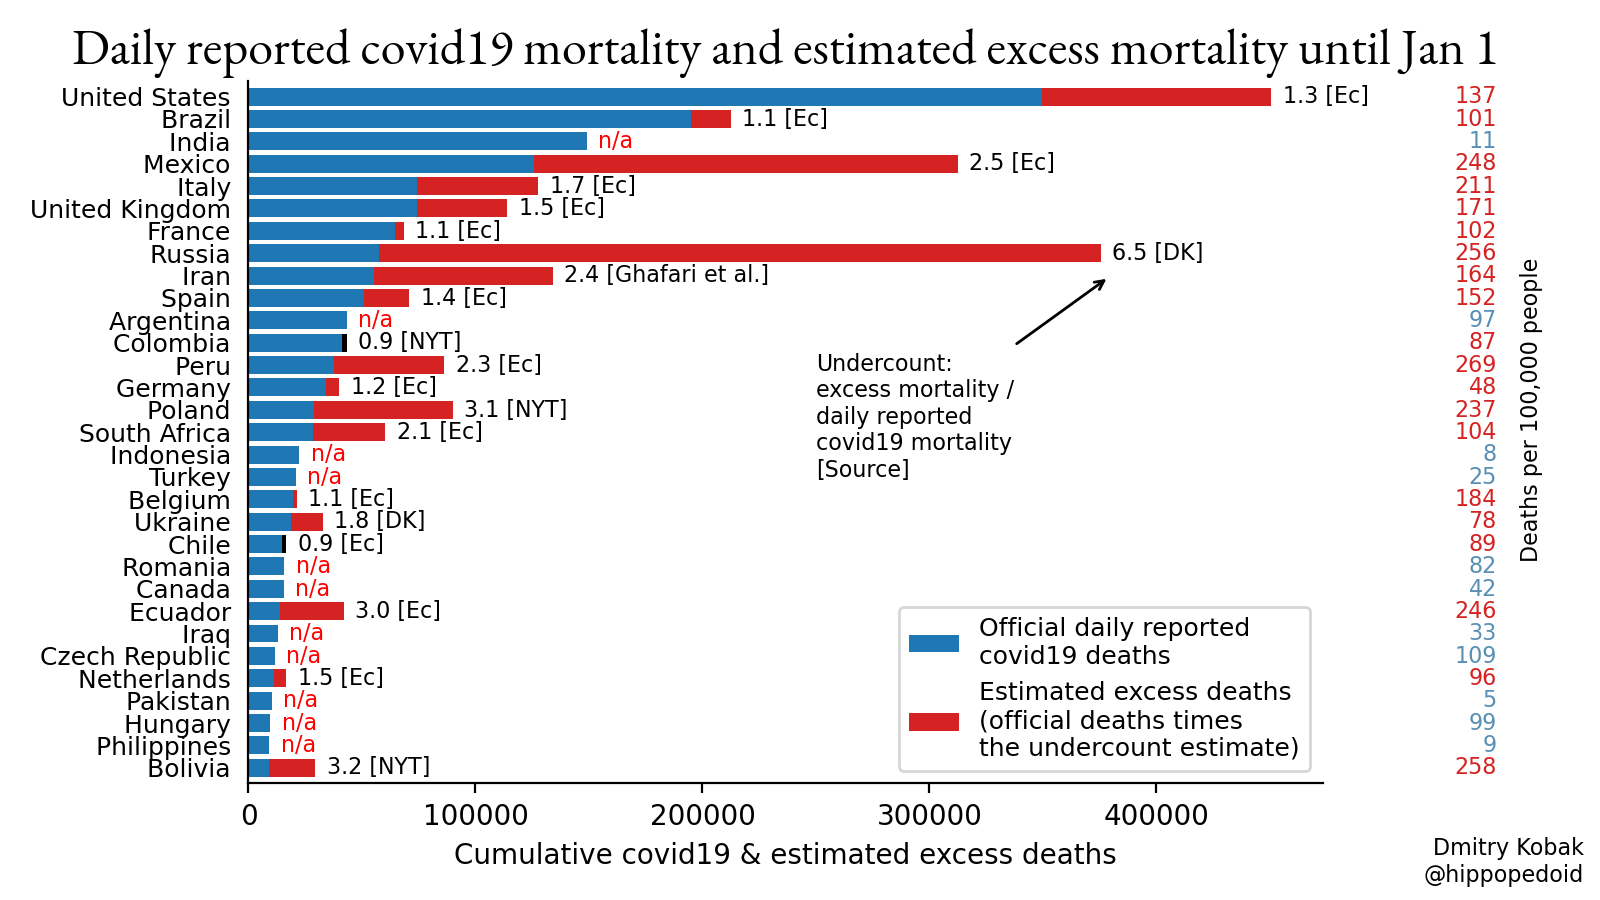 Daily reported covid19 mortality and estimated excess mortality until Jan 1
United States 1.3 [Ec] 137
Brazil 1.1 [Ec] 101
India n/a 11
Mexico 2.5 [Ec] 248
Italy 1.7 [Ec] 211
United Kingdom 1.5 [Ec] 171
France 1.1 [Ec] 102
Russia 6.5 [DK] 256
Iran 2.4 [Ghafari et al.] 164
Spain 1.4 [Ec] 152
Argentina n/a 97
Colombia 0.9 [NYT] 87
Peru 2.3 [Ec] 269
Germany 1.2 [Ec] 48
Poland 3.1 [NYT] 237
South Africa 2.1 [Ec] 104
Indonesia n/a 8
Turkey n/a 25
Belgium 1.1 [Ec] 184
Ukraine 1.8 [DK] 78
Chile 0.9 [Ec] 89
Romania n/a 82
Canada n/a 42
Ecuador 3.0 [Ec] 246
Iraq n/a 33
Czech Republic n/a 109
Netherlands 1.5 [Ec] 96
Pakistan n/a 5
Hungary n/a 99
Philippines n/a 9
Bolivia 3.2 [NYT] 258
Undercount:
excess mortality /
daily reported
covid19 mortality
[Source]
Deaths per 100,000 people
Official daily reported
covid19 deaths
Estimated excess deaths
(official deaths times
the undercount estimate)
0 100000 200000 300000 400000
Cumulative covid19 & estimated excess deaths
Dmitry Kobak
@hippopedoid